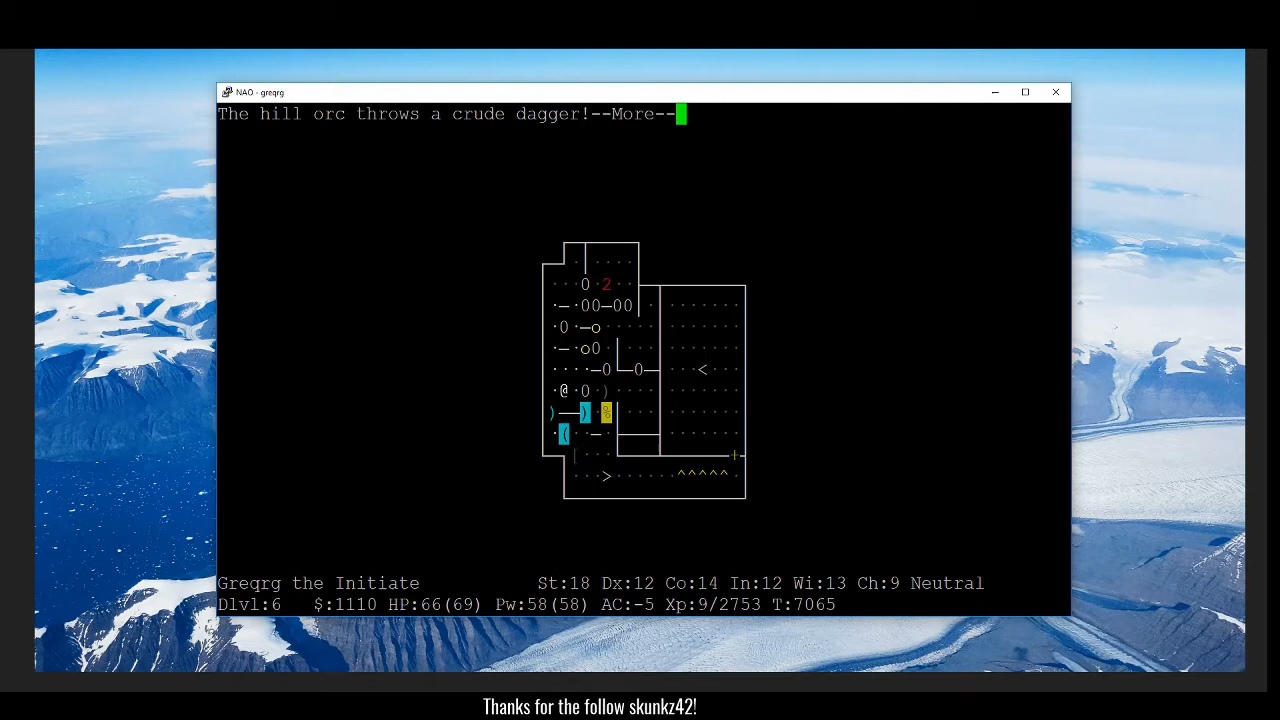 NAO - greqrg
The hill orc throws a crude dagger!--More--
Greqrg the Initiate St:18 Dx:12 Co:14 In:12 Wi:13 Ch:9 Neutral
Dlvl:6 $:1110 HP:66(69) Pw:58(58) AC:-5 Xp:9/2753 T:7065
Thanks for the follow skunkz42!